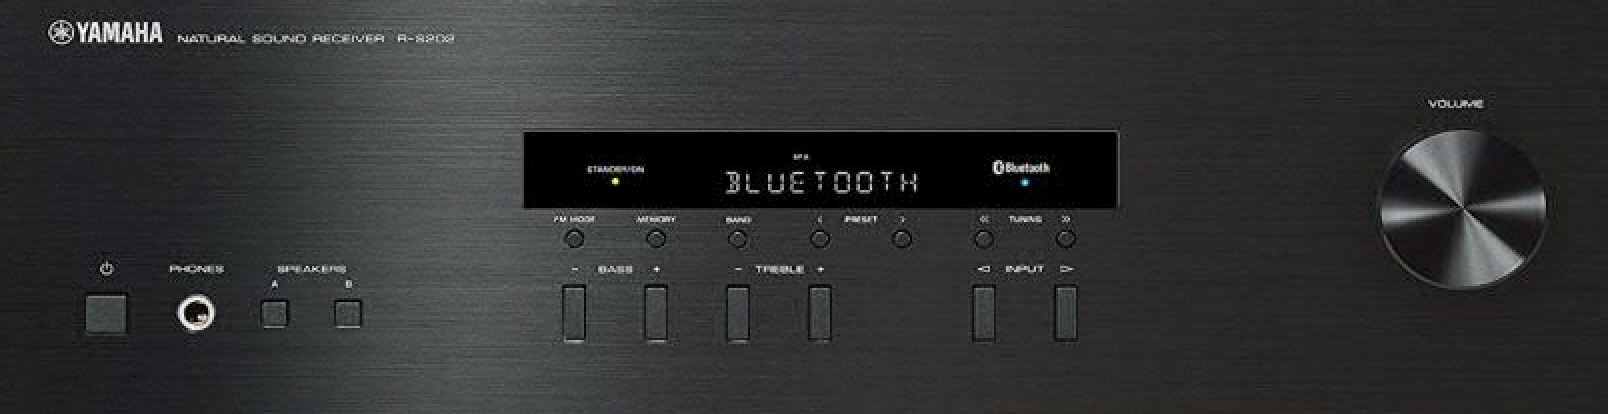 YAMAHA NATURAL SOUND RECEIVER R-S202
VOLUME
SP A
STANDBY/ON BLUETOOTH Bluetooth
FM MODE MEMORY BAND < PRESET > << TUNING >>
PHONES SPEAKERS - BASS + - TREBLE + ◁ INPUT ▷
A B